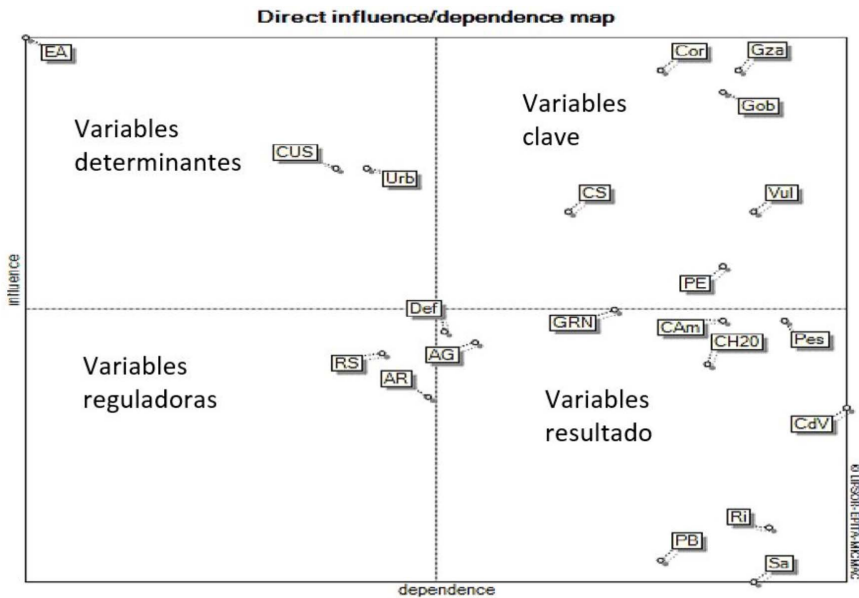 Direct influence/dependence map
EA
Cor
Gza
Gob
Variables
determinantes
Variables
clave
CUS
Urb
CS
Vul
PE
influence
Def
GRN
CAm
CH20
Pes
AG
RS
AR
Variables
reguladoras
Variables
resultado
CdV
Ri
PB
Sa
dependence
© LIPSOR-EPITA-MICMAC